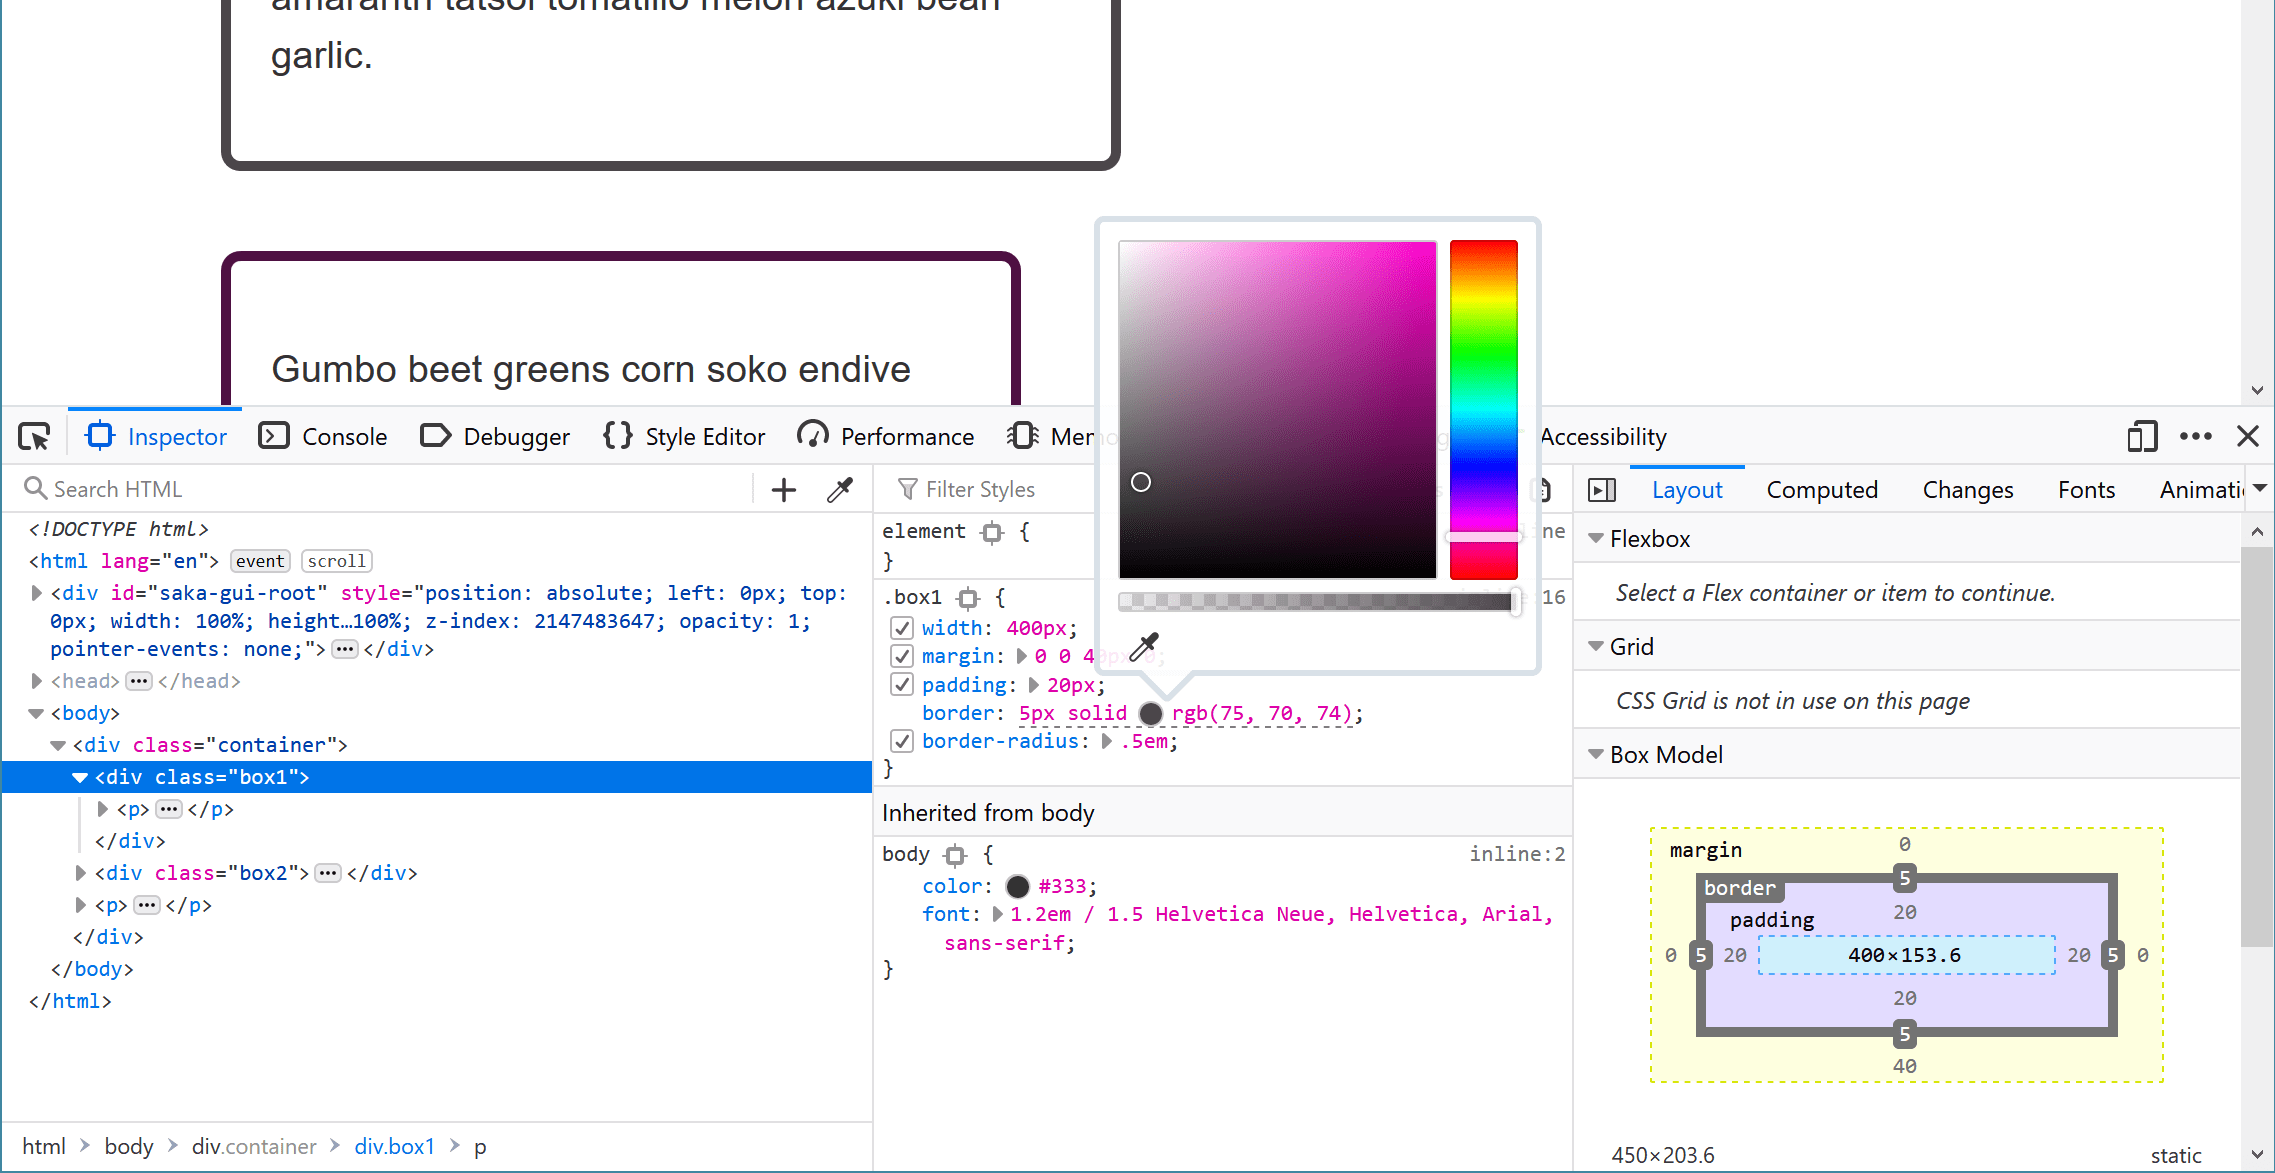 amaranth tatsoi tomatillo melon azuki bean
garlic.
Gumbo beet greens corn soko endive
Inspector Console Debugger Style Editor Performance Accessibility
Search HTML
Filter Styles
Layout Computed Changes Fonts
<!DOCTYPE html>
<html lang="en"> event scroll
<div id="saka-gui-root" style="position: absolute; left: 0px; top:
0px; width: 100%; height…100%; z-index: 2147483647; opacity: 1;
pointer-events: none;"> ••• </div>
<head> ••• </head>
<body>
<div class="container">
<div class="box1">
<p> ••• </p>
</div>
<div class="box2"> ••• </div>
<p> ••• </p>
</div>
</body>
</html>
html > body > div.container > div.box1 > p
element {
}
.box1 {
width: 400px;
margin: 0 0 40px 0;
padding: 20px;
border: 5px solid rgb(75, 70, 74);
border-radius: .5em;
}
Inherited from body
body { inline:2
color: #333;
font: 1.2em / 1.5 Helvetica Neue, Helvetica, Arial,
sans-serif;
}
Flexbox
Select a Flex container or item to continue.
Grid
CSS Grid is not in use on this page
Box Model
margin 0
border 5
padding 20
0 5 20 400×153.6 20 5 0
20
5
40
450×203.6 static